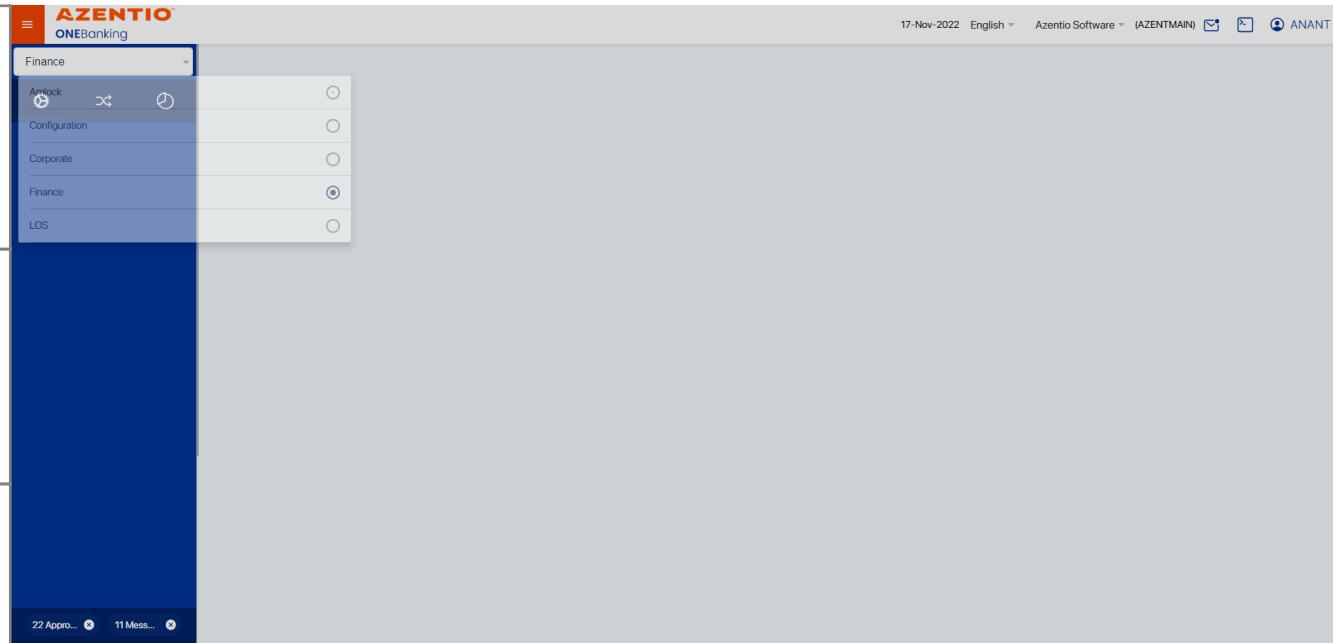 AZENTIO™
ONEBanking
17-Nov-2022 English Azentio Software (AZENTMAIN) ANANT
Finance
Amlock
Configuration
Corporate
Finance
LOS
22 Appro... 11 Mess...